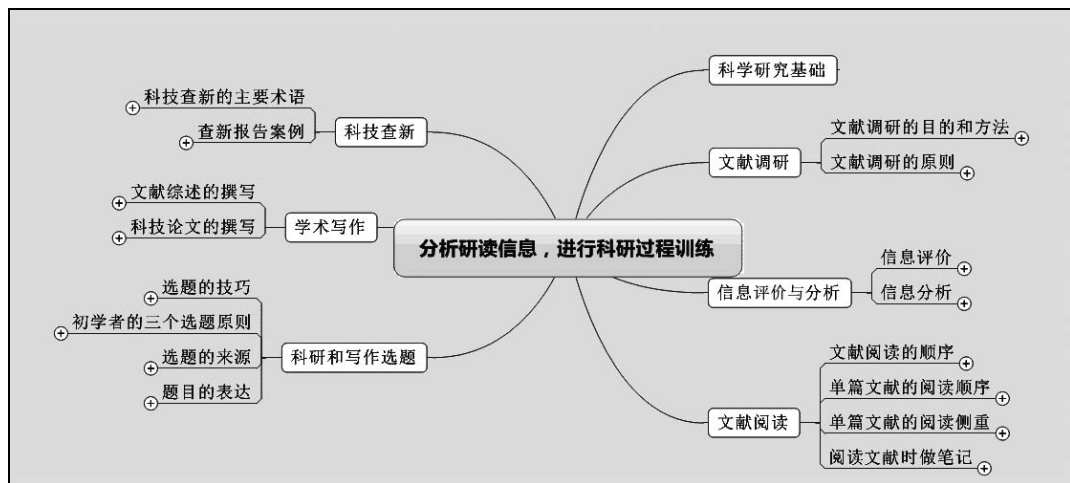 分析研读信息，进行科研过程训练
科学研究基础
文献调研
文献调研的目的和方法
文献调研的原则
信息评价与分析
信息评价
信息分析
文献阅读
文献阅读的顺序
单篇文献的阅读顺序
单篇文献的阅读侧重
阅读文献时做笔记
科研和写作选题
选题的技巧
初学者的三个选题原则
选题的来源
题目的表达
学术写作
文献综述的撰写
科技论文的撰写
科技查新
科技查新的主要术语
查新报告案例